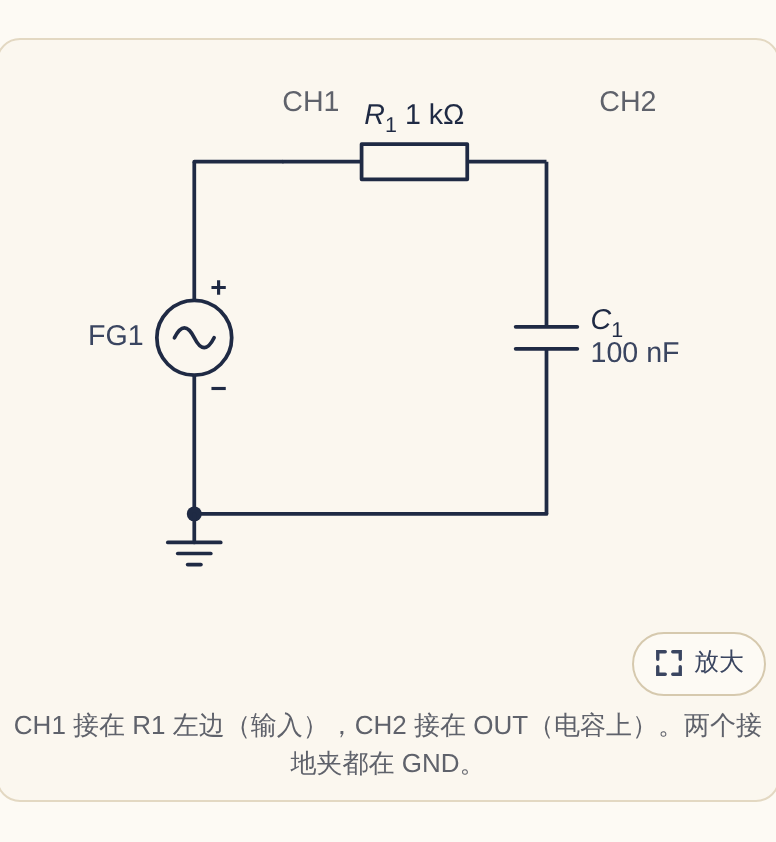 CH1
CH2
R1 1 kΩ
+
FG1
−
C1
100 nF
放大
CH1 接在 R1 左边（输入），CH2 接在 OUT（电容上）。两个接
地夹都在 GND。